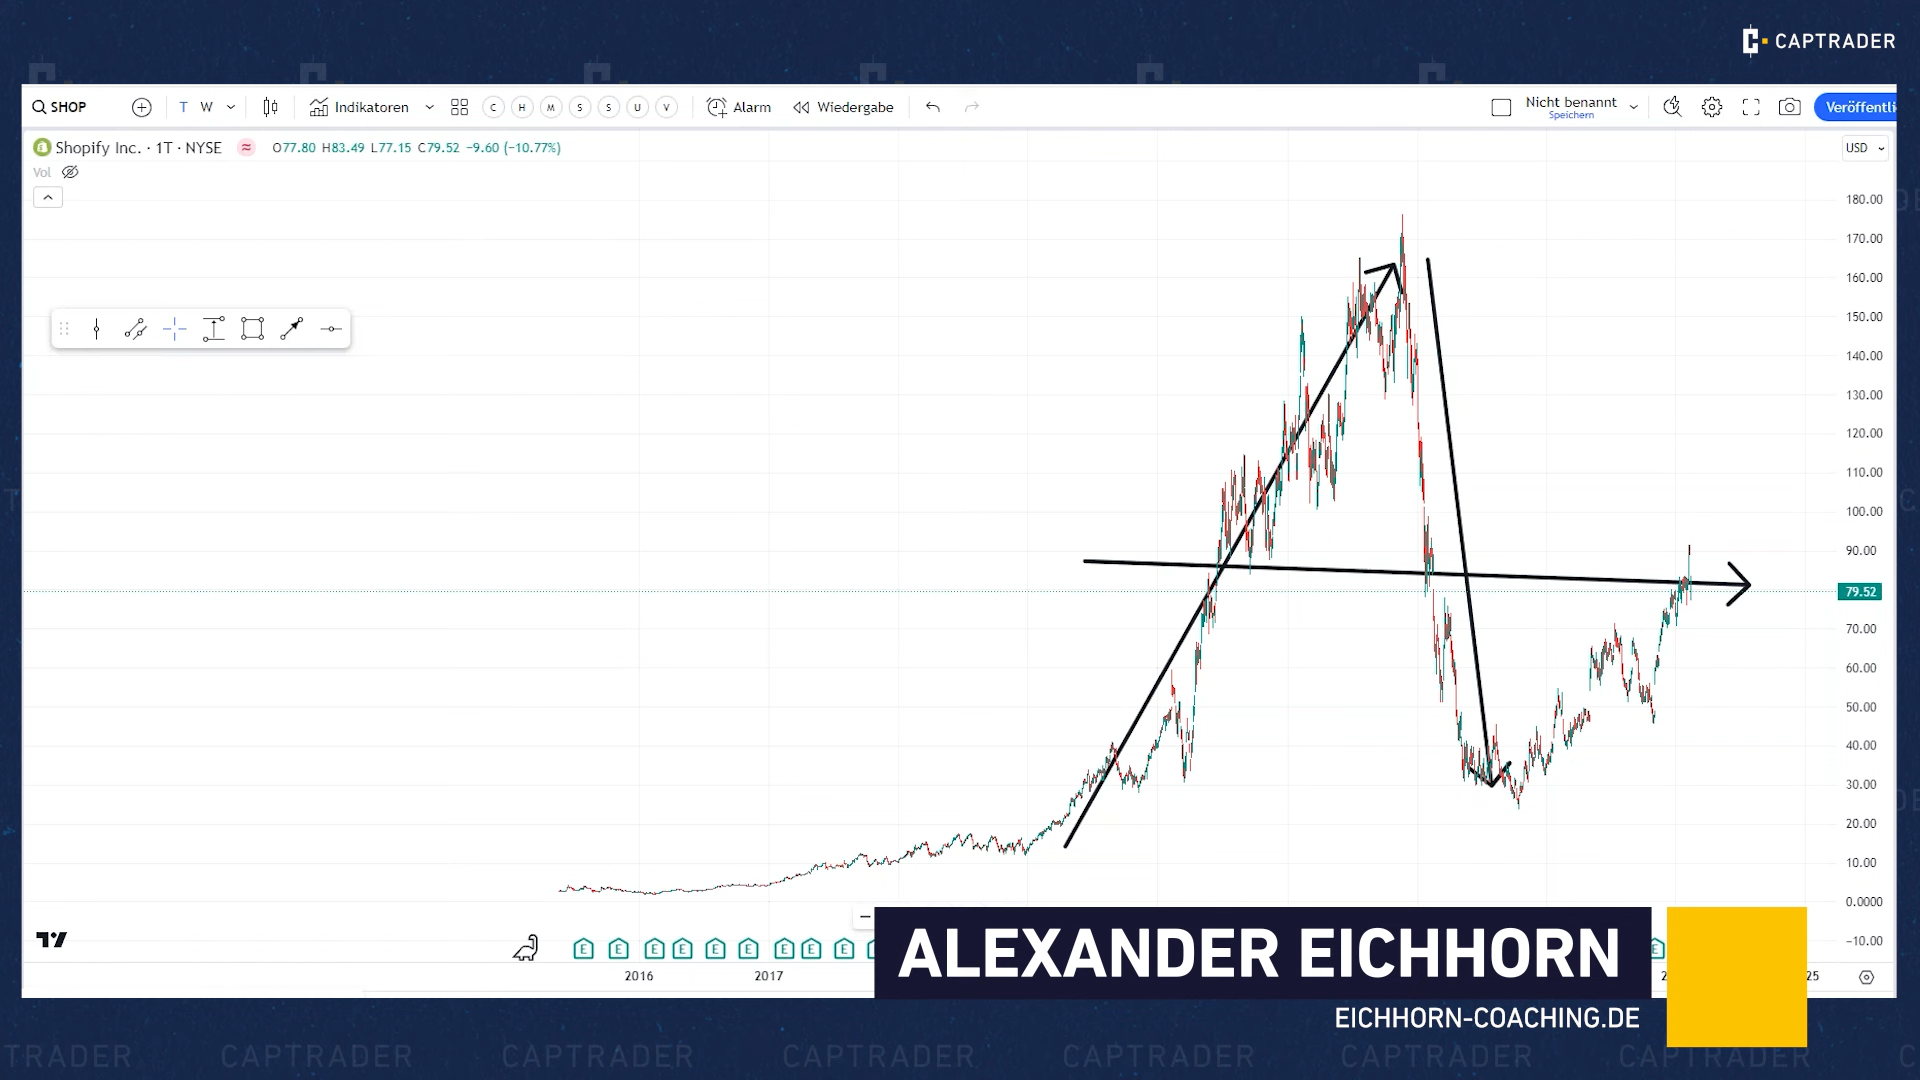 CAPTRADER
SHOP T W Indikatoren C H M S S U V Alarm Wiedergabe Nicht benannt Veröffentli
Speichern
Shopify Inc. · 1T · NYSE ≈ O77.80 H83.49 L77.15 C79.52 −9.60 (−10.77%)
USD
Vol
180.00
170.00
160.00
150.00
140.00
130.00
120.00
110.00
100.00
90.00
79.52
70.00
60.00
50.00
40.00
30.00
20.00
10.00
0.0000
−10.00
E E E E E E E E E E
2016 2017 25
ALEXANDER EICHHORN
EICHHORN-COACHING.DE
TRADER CAPTRADER CAPTRADER CAPTRADER CAPTRADER CAPTRADER CAPTRADER